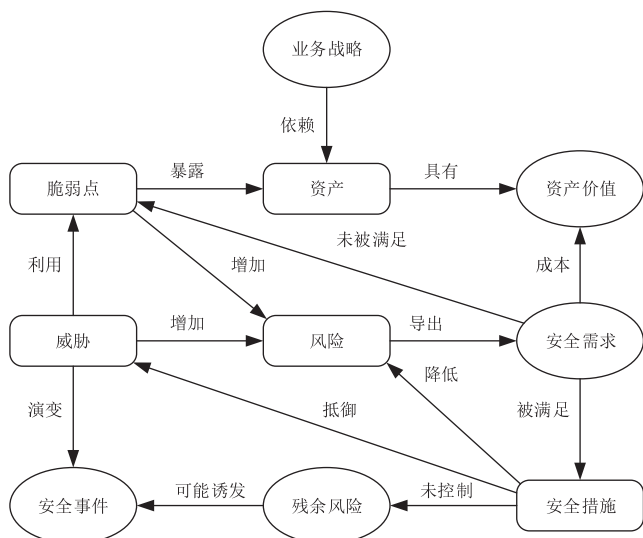 业务战略
依赖
脆弱点
暴露
资产
具有
资产价值
未被满足
利用
增加
成本
威胁
增加
风险
导出
安全需求
降低
演变
抵御
被满足
安全事件
可能诱发
残余风险
未控制
安全措施